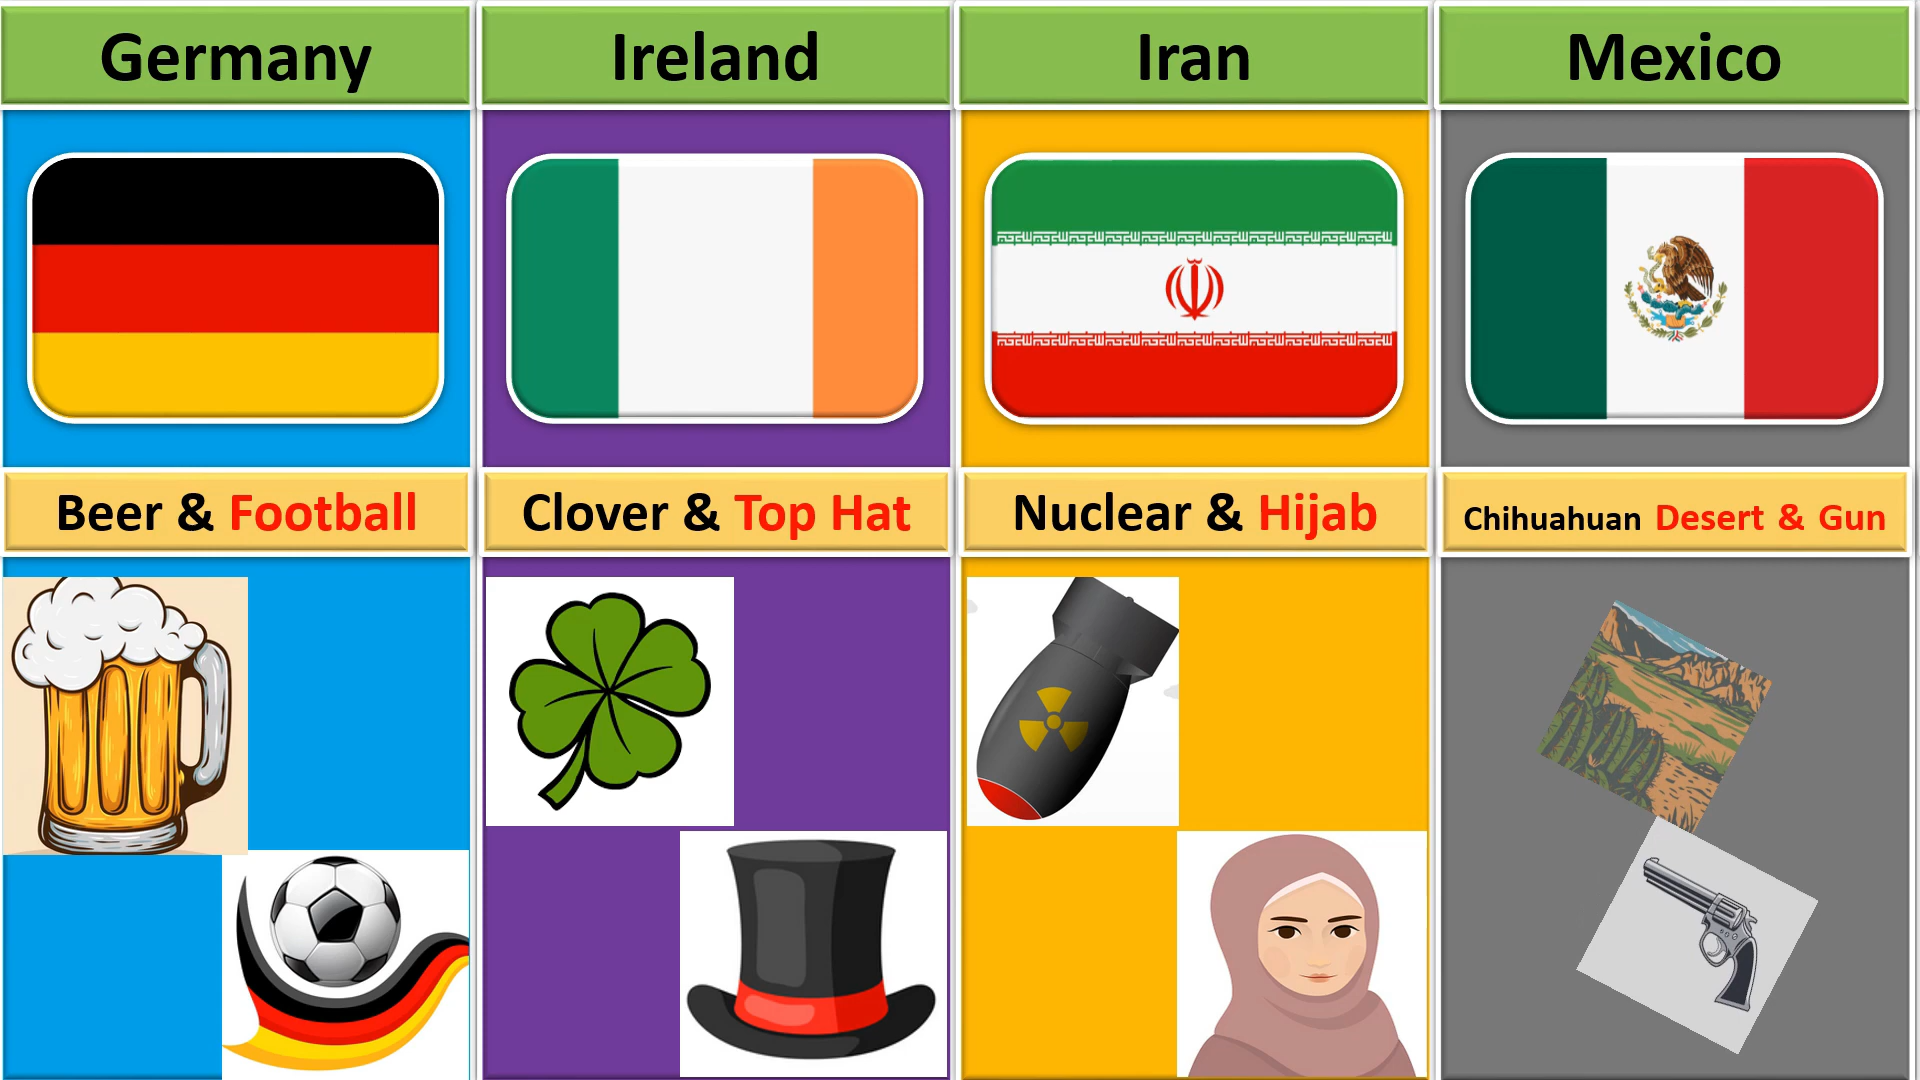 Germany
Ireland
Iran
Mexico
Beer & Football
Clover & Top Hat
Nuclear & Hijab
Chihuahuan Desert & Gun